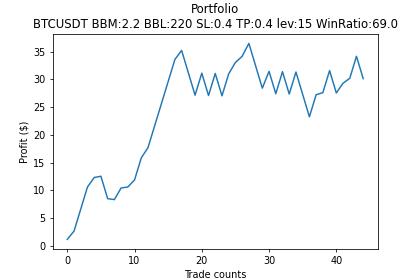 Portfolio
BTCUSDT BBM:2.2 BBL:220 SL:0.4 TP:0.4 lev:15 WinRatio:69.0
Profit ($)
35
30
25
20
15
10
5
0
0 10 20 30 40
Trade counts